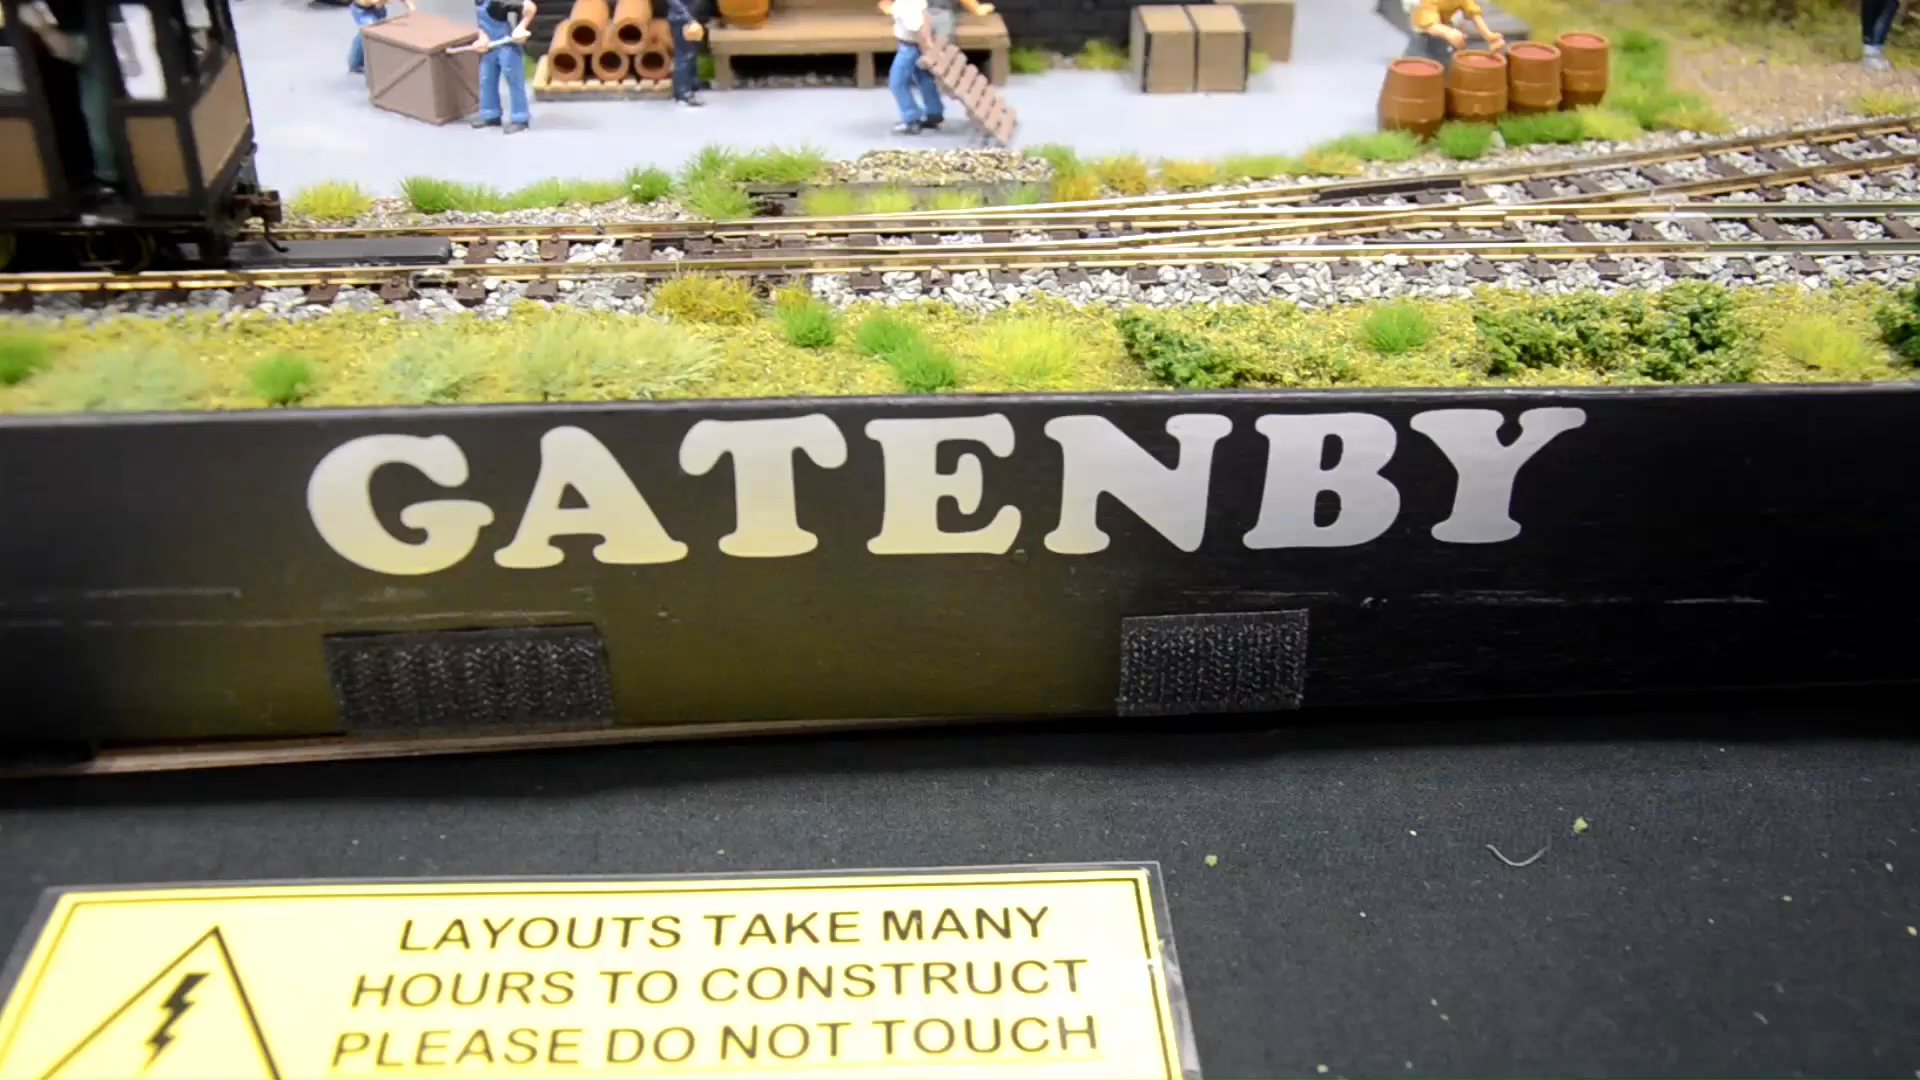 GATENBY
LAYOUTS TAKE MANY
HOURS TO CONSTRUCT
PLEASE DO NOT TOUCH